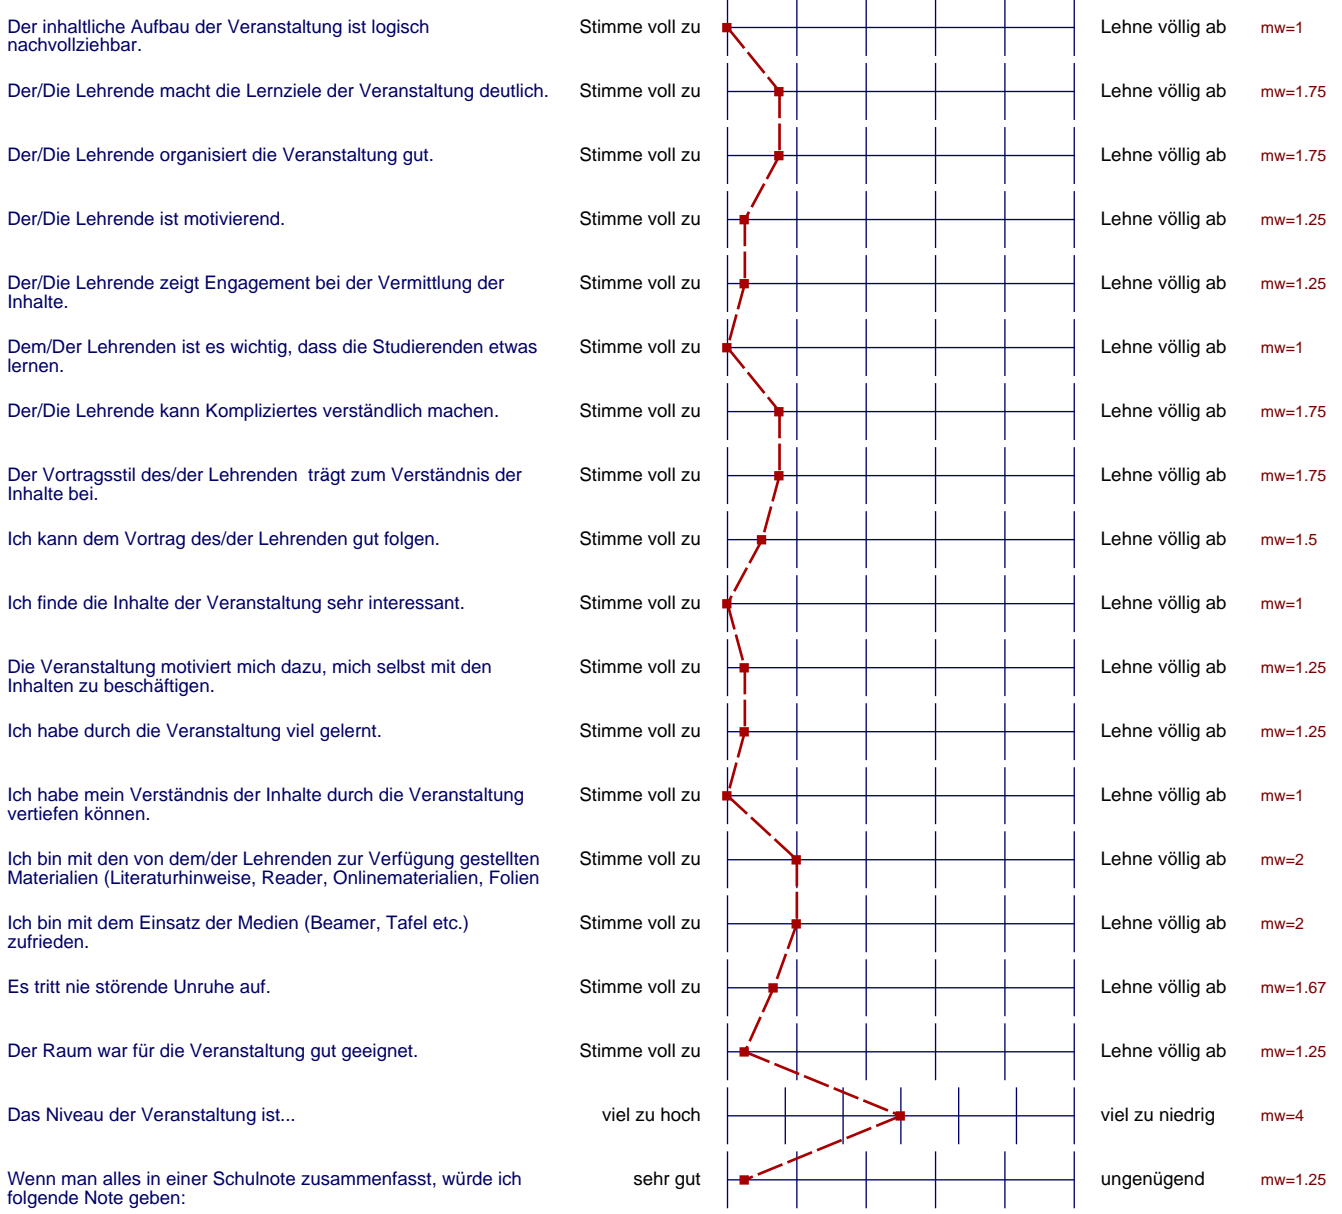 Der inhaltliche Aufbau der Veranstaltung ist logisch
nachvollziehbar.
Stimme voll zu
Lehne völlig ab
mw=1
Der/Die Lehrende macht die Lernziele der Veranstaltung deutlich.
Stimme voll zu
Lehne völlig ab
mw=1.75
Der/Die Lehrende organisiert die Veranstaltung gut.
Stimme voll zu
Lehne völlig ab
mw=1.75
Der/Die Lehrende ist motivierend.
Stimme voll zu
Lehne völlig ab
mw=1.25
Der/Die Lehrende zeigt Engagement bei der Vermittlung der
Inhalte.
Stimme voll zu
Lehne völlig ab
mw=1.25
Dem/Der Lehrenden ist es wichtig, dass die Studierenden etwas
lernen.
Stimme voll zu
Lehne völlig ab
mw=1
Der/Die Lehrende kann Kompliziertes verständlich machen.
Stimme voll zu
Lehne völlig ab
mw=1.75
Der Vortragsstil des/der Lehrenden  trägt zum Verständnis der
Inhalte bei.
Stimme voll zu
Lehne völlig ab
mw=1.75
Ich kann dem Vortrag des/der Lehrenden gut folgen.
Stimme voll zu
Lehne völlig ab
mw=1.5
Ich finde die Inhalte der Veranstaltung sehr interessant.
Stimme voll zu
Lehne völlig ab
mw=1
Die Veranstaltung motiviert mich dazu, mich selbst mit den
Inhalten zu beschäftigen.
Stimme voll zu
Lehne völlig ab
mw=1.25
Ich habe durch die Veranstaltung viel gelernt.
Stimme voll zu
Lehne völlig ab
mw=1.25
Ich habe mein Verständnis der Inhalte durch die Veranstaltung
vertiefen können.
Stimme voll zu
Lehne völlig ab
mw=1
Ich bin mit den von dem/der Lehrenden zur Verfügung gestellten
Materialien (Literaturhinweise, Reader, Onlinematerialien, Folien
Stimme voll zu
Lehne völlig ab
mw=2
Ich bin mit dem Einsatz der Medien (Beamer, Tafel etc.)
zufrieden.
Stimme voll zu
Lehne völlig ab
mw=2
Es tritt nie störende Unruhe auf.
Stimme voll zu
Lehne völlig ab
mw=1.67
Der Raum war für die Veranstaltung gut geeignet.
Stimme voll zu
Lehne völlig ab
mw=1.25
Das Niveau der Veranstaltung ist...
viel zu hoch
viel zu niedrig
mw=4
Wenn man alles in einer Schulnote zusammenfasst, würde ich
folgende Note geben:
sehr gut
ungenügend
mw=1.25